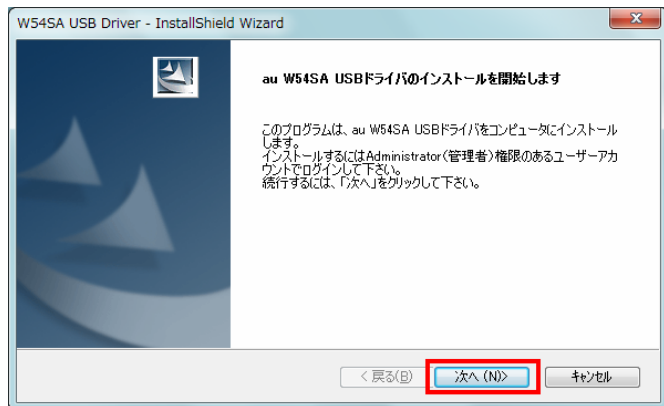 W54SA USB Driver - InstallShield Wizard
au W54SA USBドライバのインストールを開始します
このプログラムは、au W54SA USBドライバをコンピュータにインストール
します。
インストールするにはAdministrator(管理者)権限のあるユーザーアカ
ウントでログインして下さい。
続行するには、「次へ」をクリックして下さい。
< 戻る(B)
次へ (N)>
キャンセル